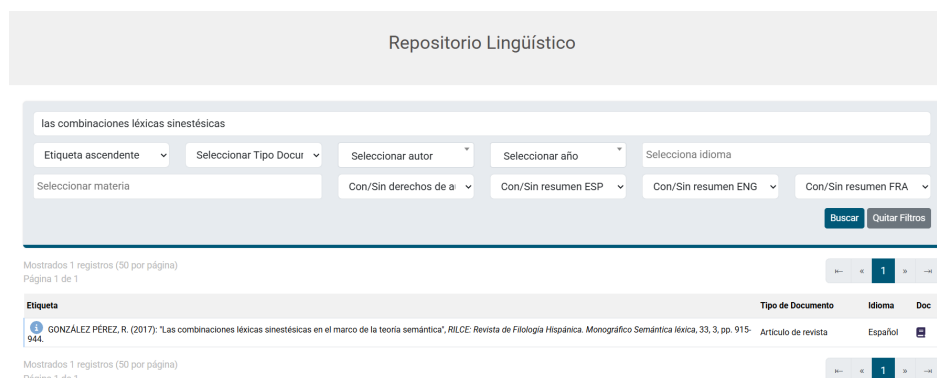 Repositorio Lingüístico
las combinaciones léxicas sinestésicas
Etiqueta ascendente Seleccionar Tipo Docur Seleccionar autor Seleccionar año Selecciona idioma
Seleccionar materia Con/Sin derechos de a Con/Sin resumen ESP Con/Sin resumen ENG Con/Sin resumen FRA
Buscar Quitar Filtros
Mostrados 1 registros (50 por página)
Página 1 de 1
« 1 »
Etiqueta Tipo de Documento Idioma Doc
GONZÁLEZ PÉREZ, R. (2017): "Las combinaciones léxicas sinestésicas en el marco de la teoría semántica", RILCE: Revista de Filología Hispánica. Monográfico Semántica léxica, 33, 3, pp. 915-
944. Artículo de revista Español
Mostrados 1 registros (50 por página)
Página 1 de 1
« 1 »